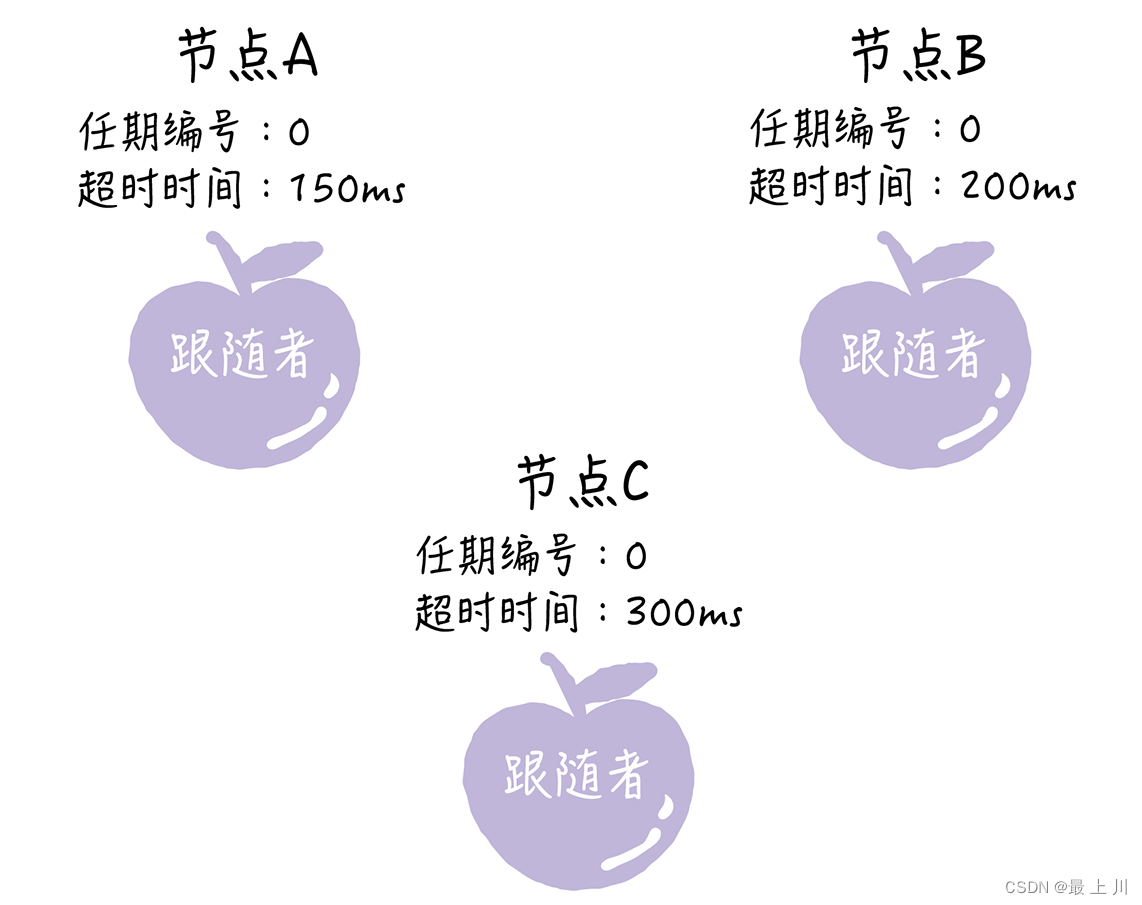 节点A
任期编号：0
超时时间：150ms
跟随者
节点B
任期编号：0
超时时间：200ms
跟随者
节点C
任期编号：0
超时时间：300ms
跟随者
CSDN @最 上 川